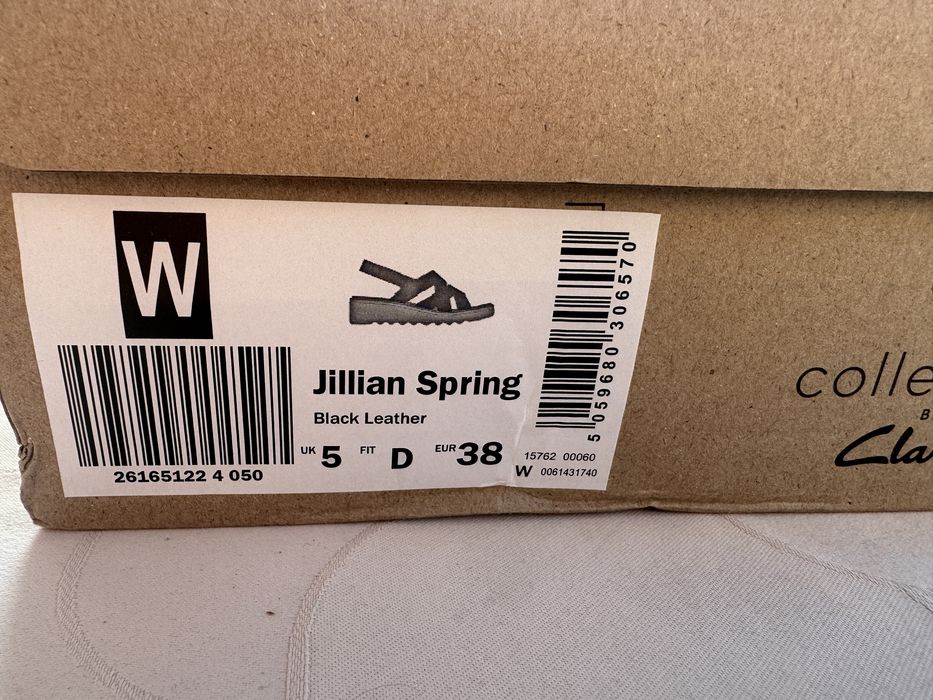 W
26165122 4 050
Jillian Spring
Black Leather
UK 5 FIT D EUR 38
5 059680 306570
15762 00060
W 0061431740
colle
B
Cla